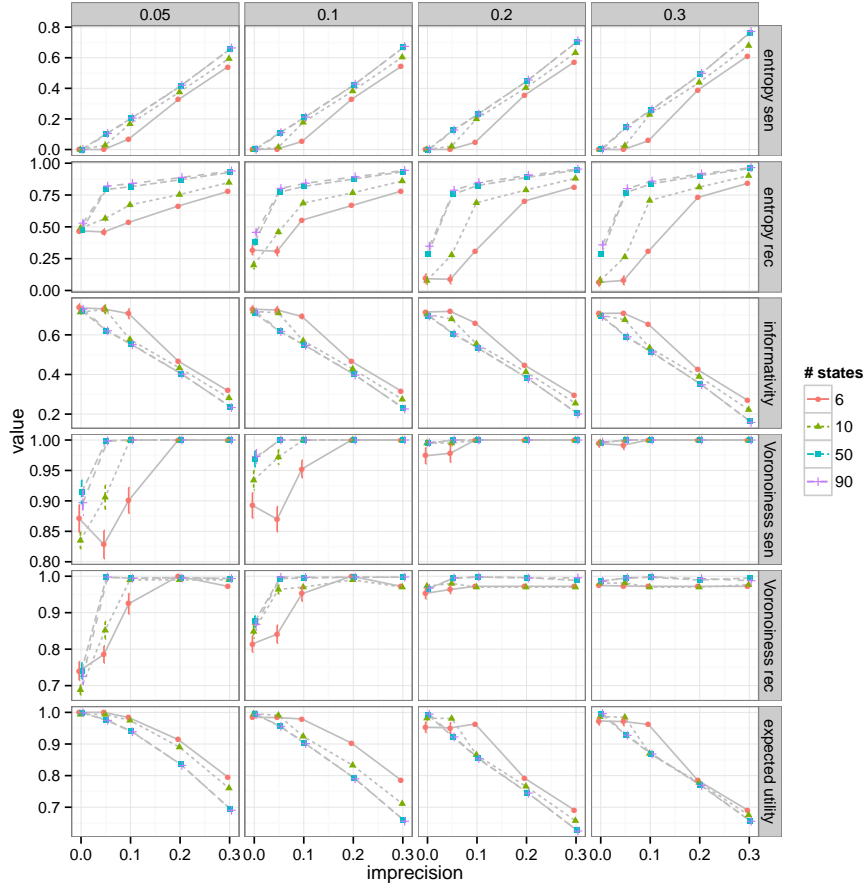 0.05 0.1 0.2 0.3
0.8
0.6
0.4
0.2
0.0
entropy sen
1.00
0.75
0.50
0.25
0.00
entropy rec
0.6
0.4
0.2
informativity
1.00
0.95
0.90
0.85
0.80
Voronoiness sen
1.0
0.9
0.8
0.7
Voronoiness rec
1.0
0.9
0.8
0.7
expected utility
value
0.0 0.1 0.2 0.3 0.0 0.1 0.2 0.3 0.0 0.1 0.2 0.3 0.0 0.1 0.2 0.3
imprecision
# states
6
10
50
90